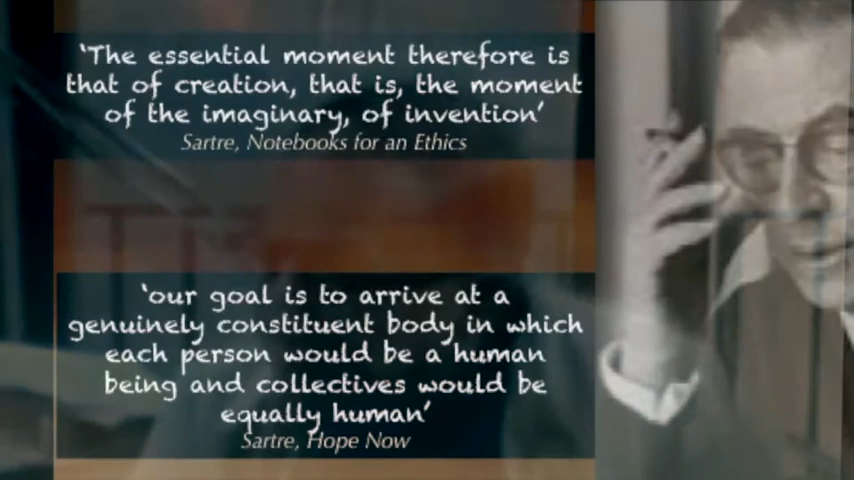 ‘The essential moment therefore is
that of creation, that is, the moment
of the imaginary, of invention’
Sartre, Notebooks for an Ethics
‘our goal is to arrive at a
genuinely constituent body in which
each person would be a human
being and collectives would be
equally human’
Sartre, Hope Now